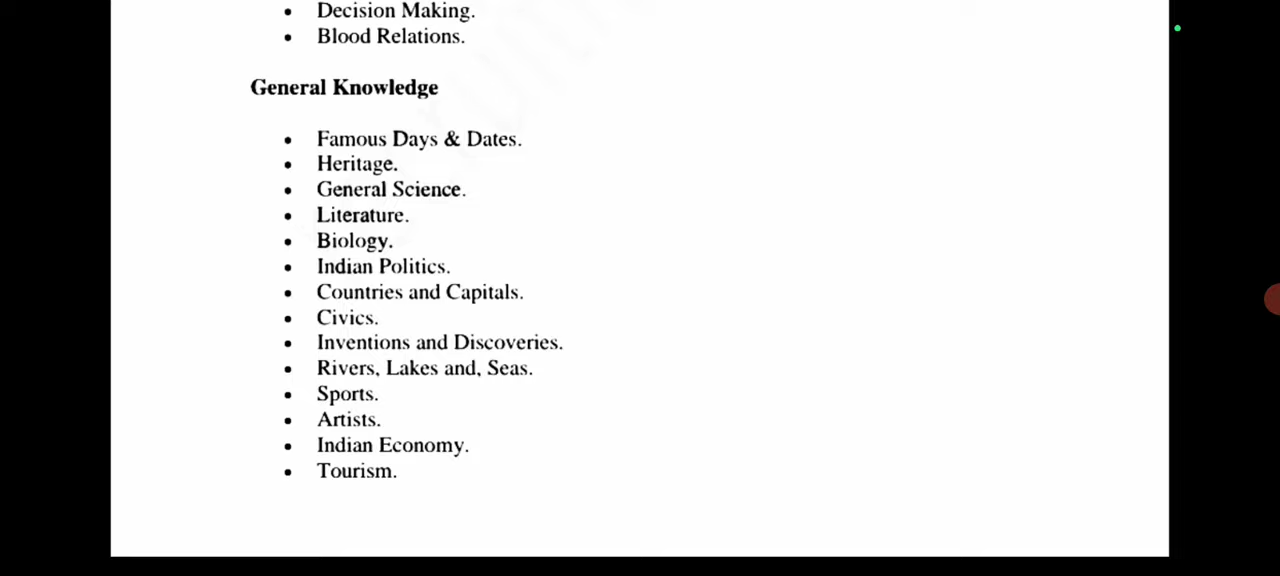 Decision Making.
Blood Relations.
General Knowledge
Famous Days & Dates.
Heritage.
General Science.
Literature.
Biology.
Indian Politics.
Countries and Capitals.
Civics.
Inventions and Discoveries.
Rivers, Lakes and, Seas.
Sports.
Artists.
Indian Economy.
Tourism.